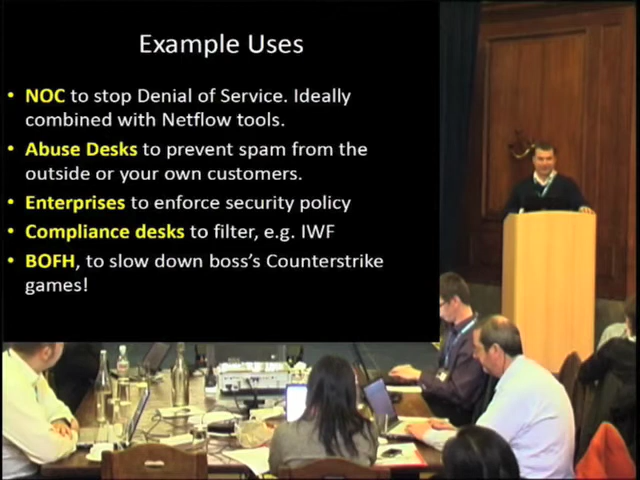 Example Uses
• NOC to stop Denial of Service. Ideally
combined with Netflow tools.
• Abuse Desks to prevent spam from the
outside or your own customers.
• Enterprises to enforce security policy
• Compliance desks to filter, e.g. IWF
• BOFH, to slow down boss's Counterstrike
games!